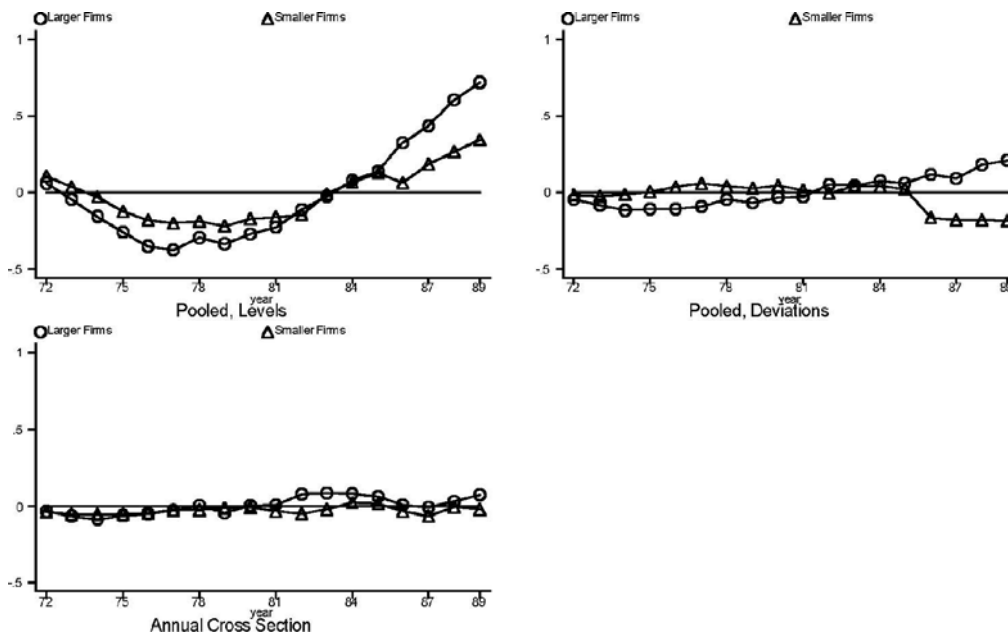 Larger Firms Smaller Firms
1
.5
0
-.5
72 75 78 81 84 87 89
year
Pooled, Levels
Larger Firms Smaller Firms
1
.5
0
-.5
72 75 78 81 84 87
year
Pooled, Deviations
Larger Firms Smaller Firms
1
.5
0
-.5
72 75 78 81 84 87 89
year
Annual Cross Section